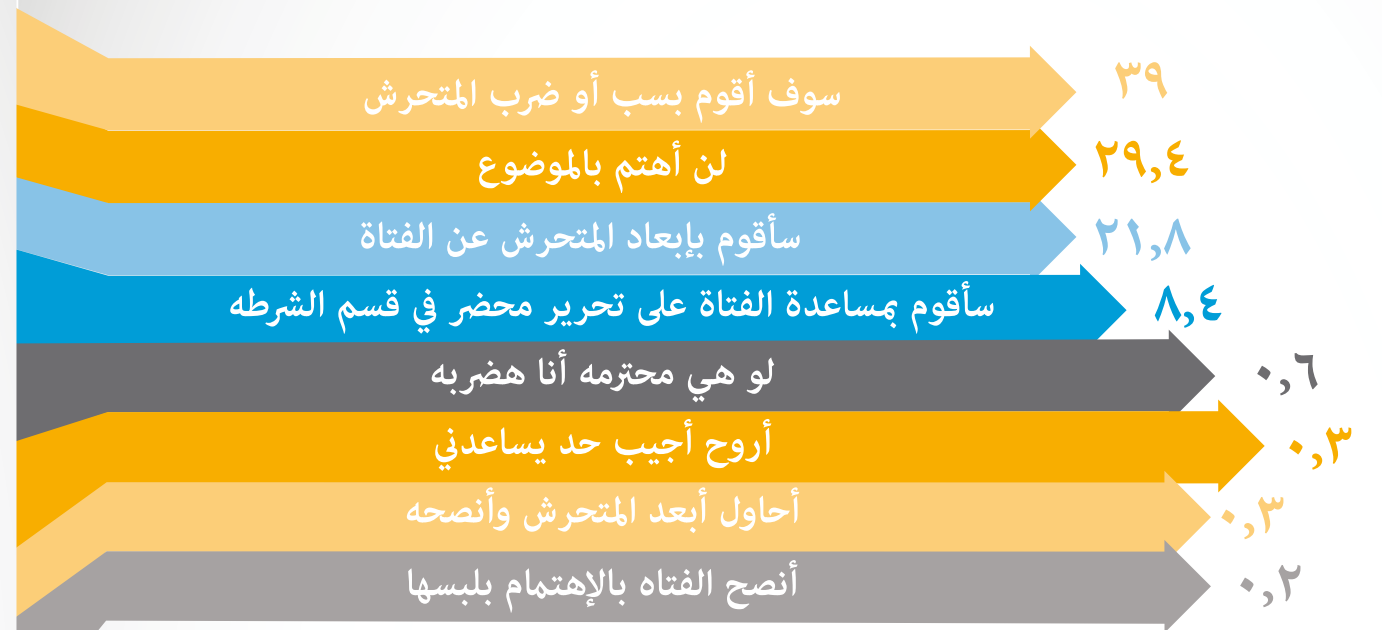 سوف أقوم بسب أو ضرب المتحرش ٣٩
لن أهتم بالموضوع ٢٩,٤
سأقوم بإبعاد المتحرش عن الفتاة ٢١,٨
سأقوم بمساعدة الفتاة على تحرير محضر في قسم الشرطه ٨,٤
لو هي محترمه أنا هضربه ٠,٦
أروح أجيب حد يساعدني ٠,٣
أحاول أبعد المتحرش وأنصحه ٠,٣
أنصح الفتاه بالإهتمام بلبسها ٠,٢